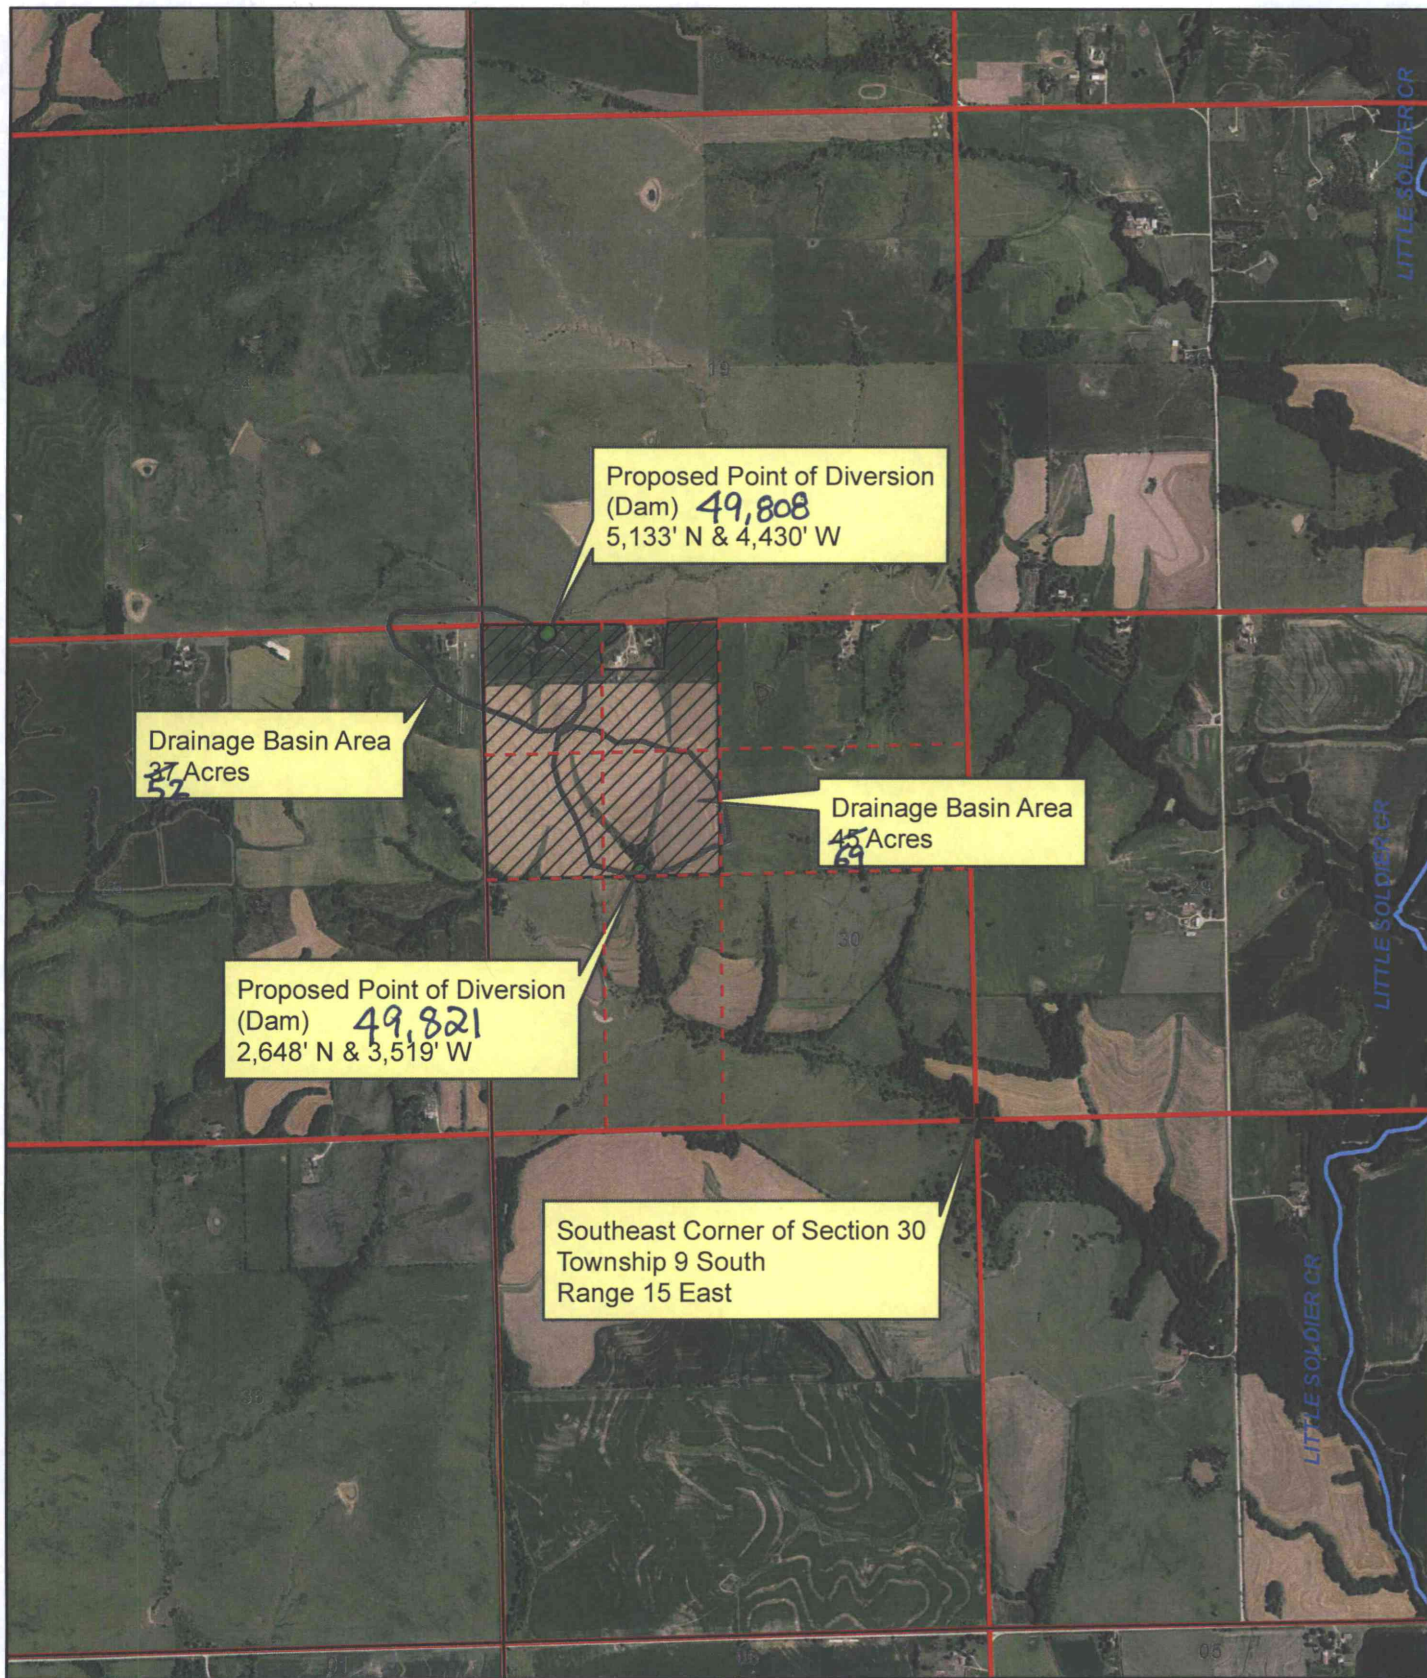 LITTLE SOLDIER CR
19
Proposed Point of Diversion
(Dam) 49,808
5,133' N & 4,430' W
Drainage Basin Area
37 Acres
52
Drainage Basin Area
45 Acres
69
LITTLE SOLDIER CR
30
Proposed Point of Diversion
(Dam) 49,821
2,648' N & 3,519' W
Southeast Corner of Section 30
Township 9 South
Range 15 East
LITTLE SOLDIER CR
05